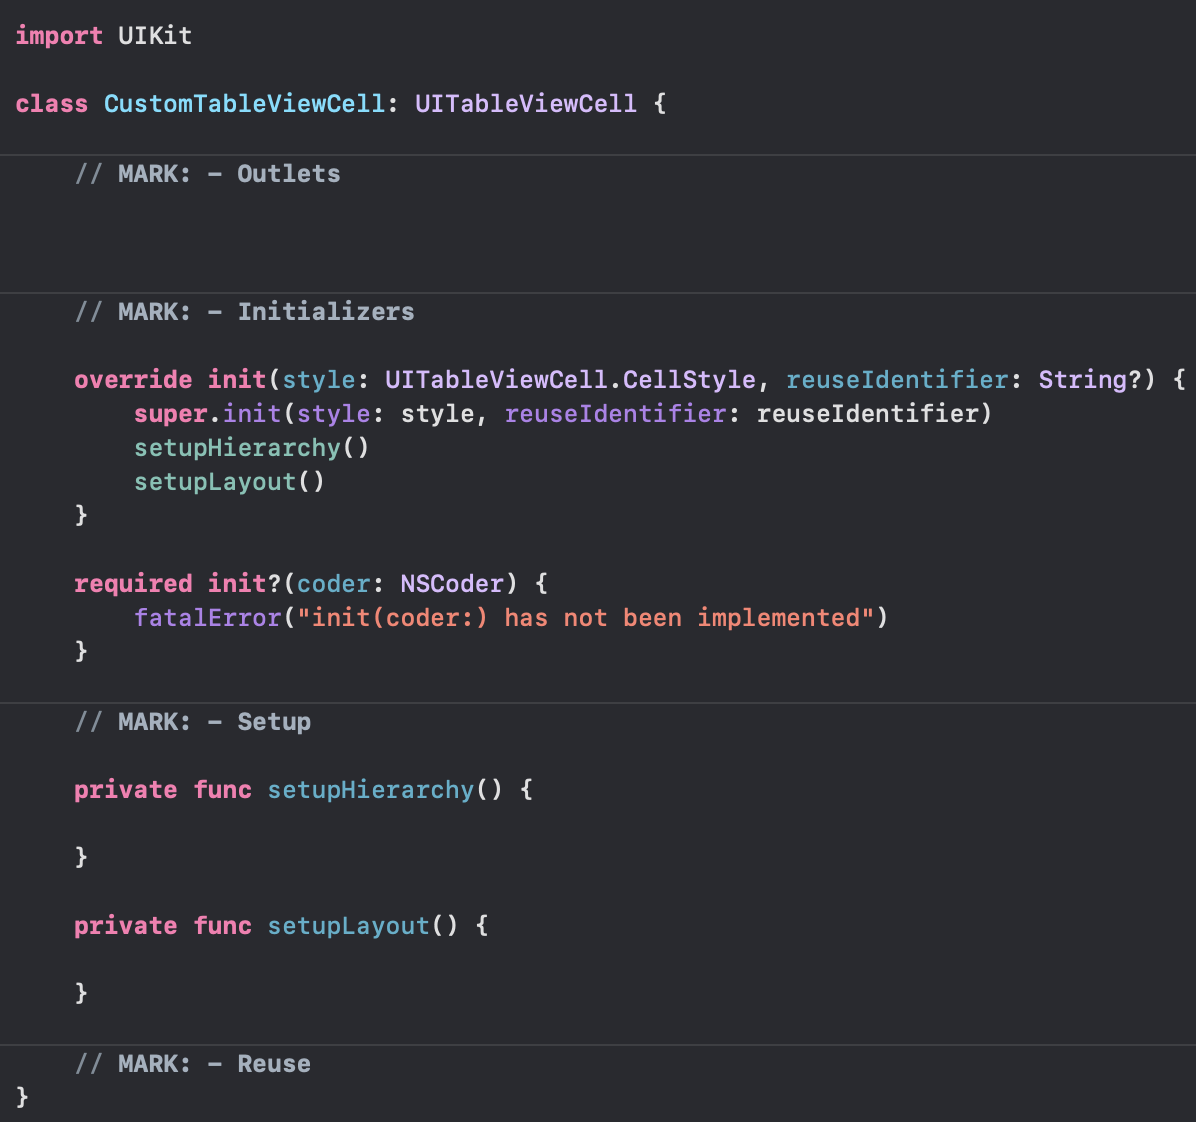 import UIKit
class CustomTableViewCell: UITableViewCell {
// MARK: - Outlets
// MARK: - Initializers
override init(style: UITableViewCell.CellStyle, reuseIdentifier: String?) {
super.init(style: style, reuseIdentifier: reuseIdentifier)
setupHierarchy()
setupLayout()
}
required init?(coder: NSCoder) {
fatalError("init(coder:) has not been implemented")
}
// MARK: - Setup
private func setupHierarchy() {
}
private func setupLayout() {
}
// MARK: - Reuse
}